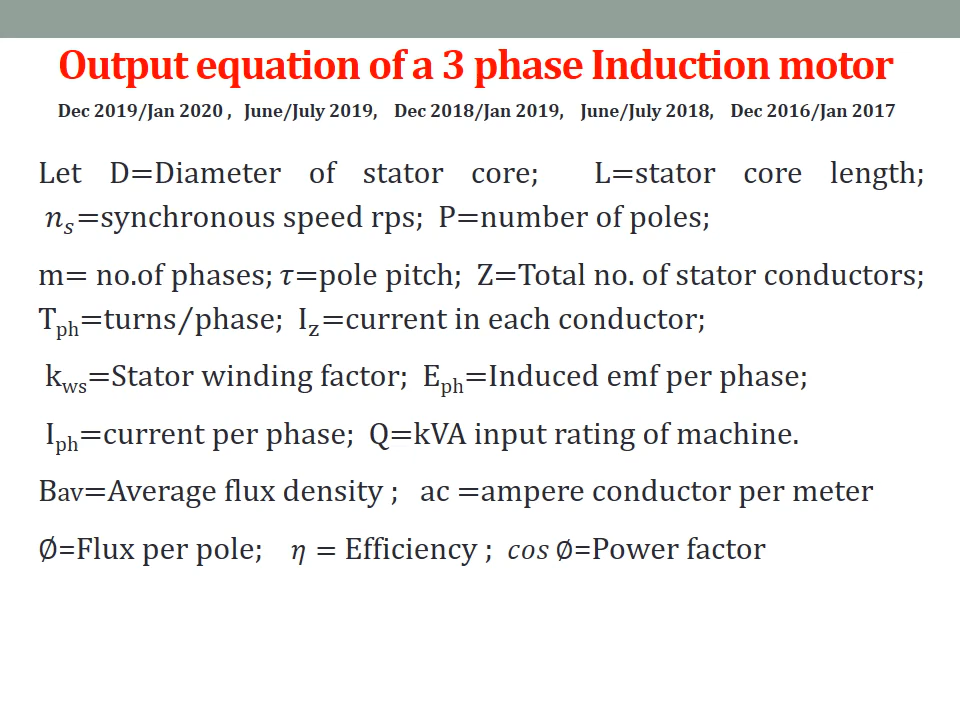 Output equation of a 3 phase Induction motor
Dec 2019/Jan 2020 , June/July 2019, Dec 2018/Jan 2019, June/July 2018, Dec 2016/Jan 2017
Let D=Diameter of stator core; L=stator core length;
nₛ=synchronous speed rps; P=number of poles;
m= no.of phases; τ=pole pitch; Z=Total no. of stator conductors;
Tph=turns/phase; Iz=current in each conductor;
kws=Stator winding factor; Eph=Induced emf per phase;
Iph=current per phase; Q=kVA input rating of machine.
Bav=Average flux density ; ac =ampere conductor per meter
∅=Flux per pole; η = Efficiency ; cos ∅=Power factor